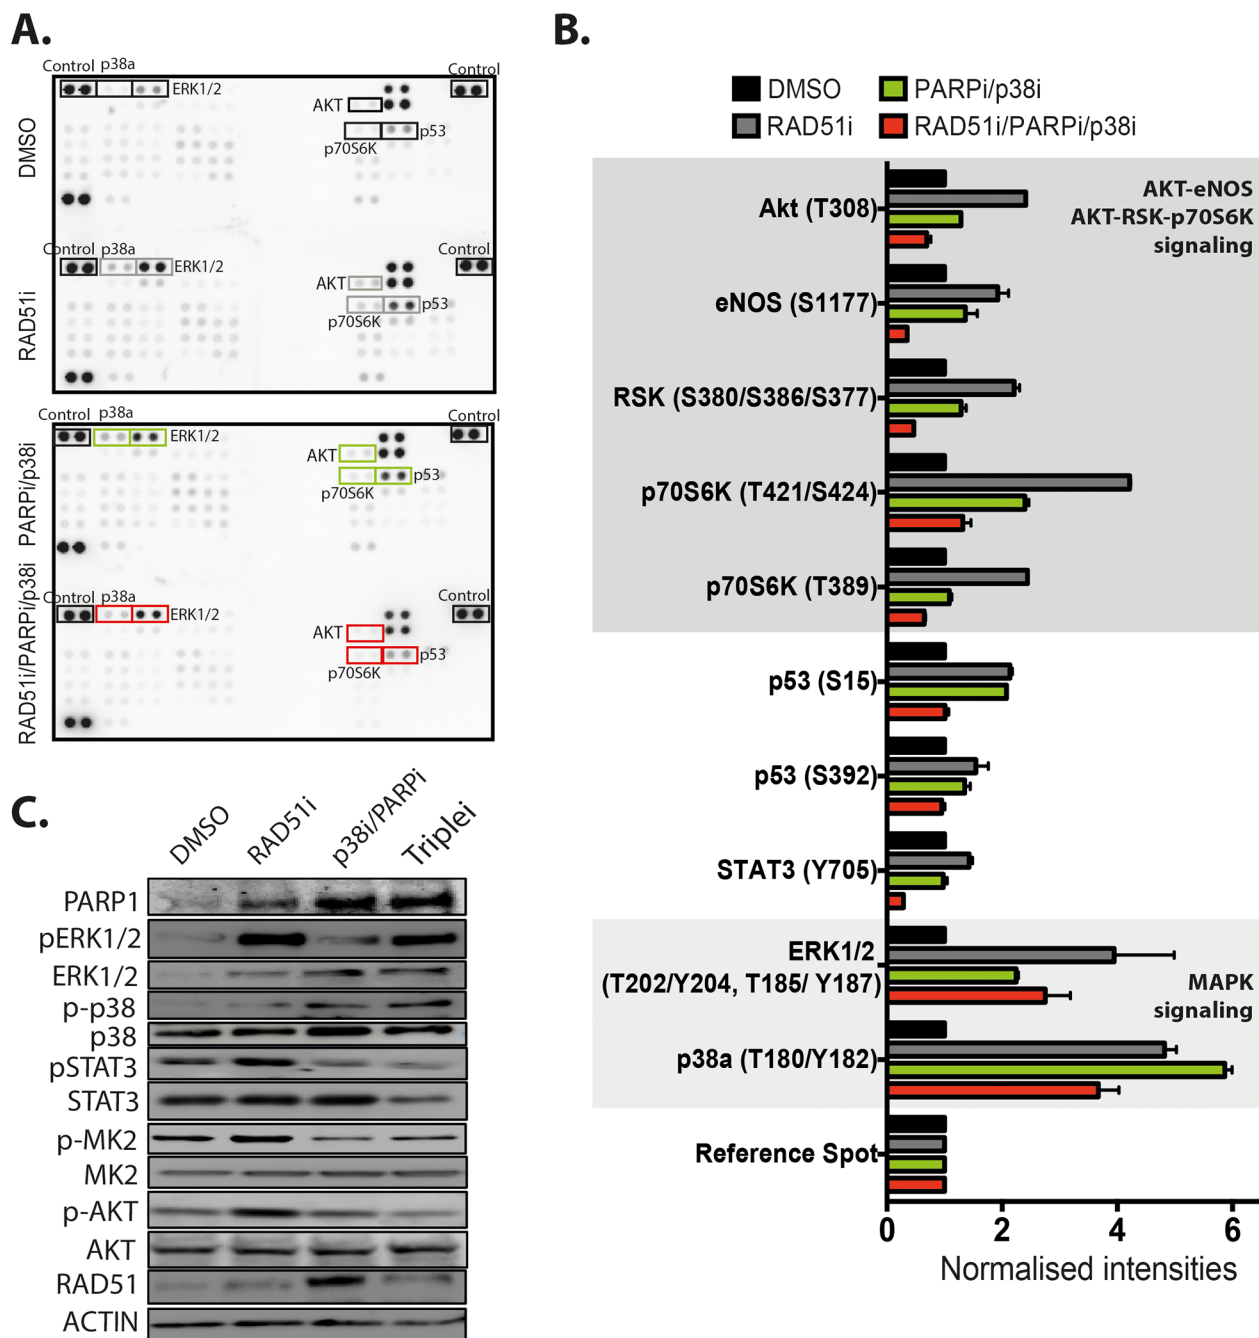 A.
Control p38a Control
ERK1/2
AKT
p53
p70S6K
DMSO
Control p38a Control
ERK1/2
AKT
p53
p70S6K
RAD51i
Control p38a Control
ERK1/2
AKT
p53
p70S6K
PARPi/p38i
Control p38a Control
ERK1/2
AKT
p53
p70S6K
RAD51i/PARPi/p38i
B.
DMSO PARPi/p38i
RAD51i RAD51i/PARPi/p38i
AKT-eNOS
AKT-RSK-p70S6K
signaling
Akt (T308)
eNOS (S1177)
RSK (S380/S386/S377)
p70S6K (T421/S424)
p70S6K (T389)
p53 (S15)
p53 (S392)
STAT3 (Y705)
ERK1/2
(T202/Y204, T185/ Y187)
MAPK
signaling
p38a (T180/Y182)
Reference Spot
0 2 4 6
Normalised intensities
C.
DMSO RAD51i p38i/PARPi Triplei
PARP1
pERK1/2
ERK1/2
p-p38
p38
pSTAT3
STAT3
p-MK2
MK2
p-AKT
AKT
RAD51
ACTIN